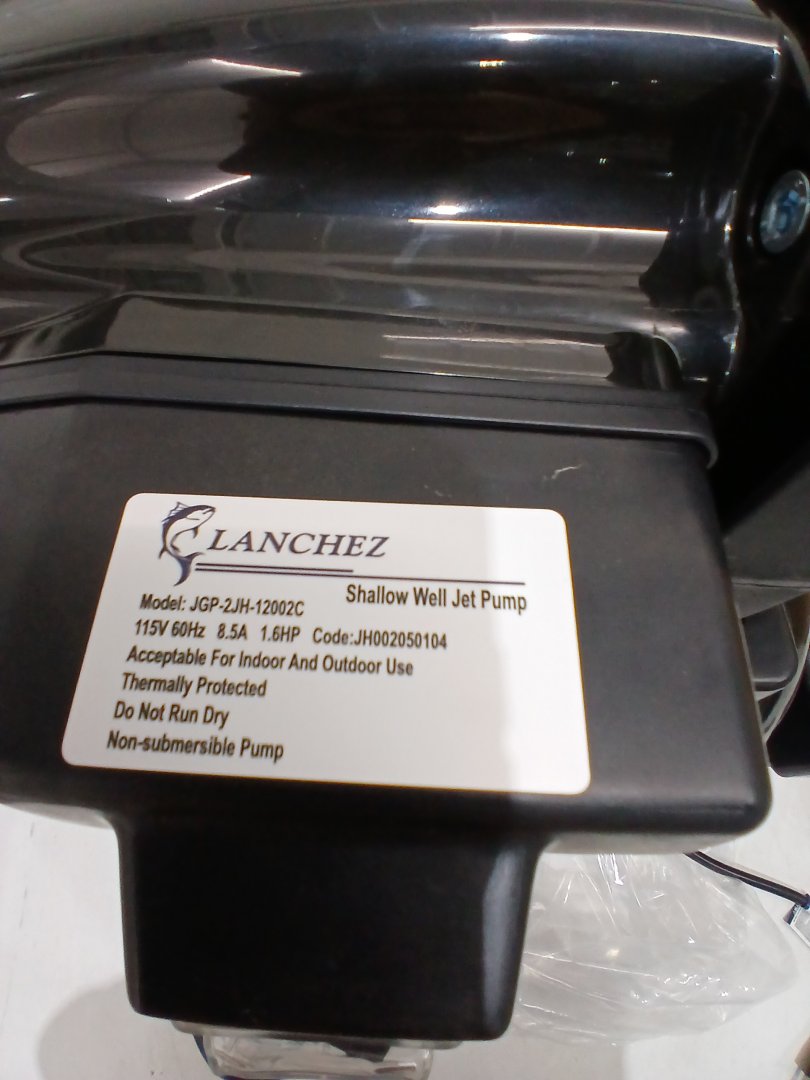 LANCHEZ
Shallow Well Jet Pump
Model: JGP-2JH-12002C
115V 60Hz 8.5A 1.6HP Code:JH002050104
Acceptable For Indoor And Outdoor Use
Thermally Protected
Do Not Run Dry
Non-submersible Pump